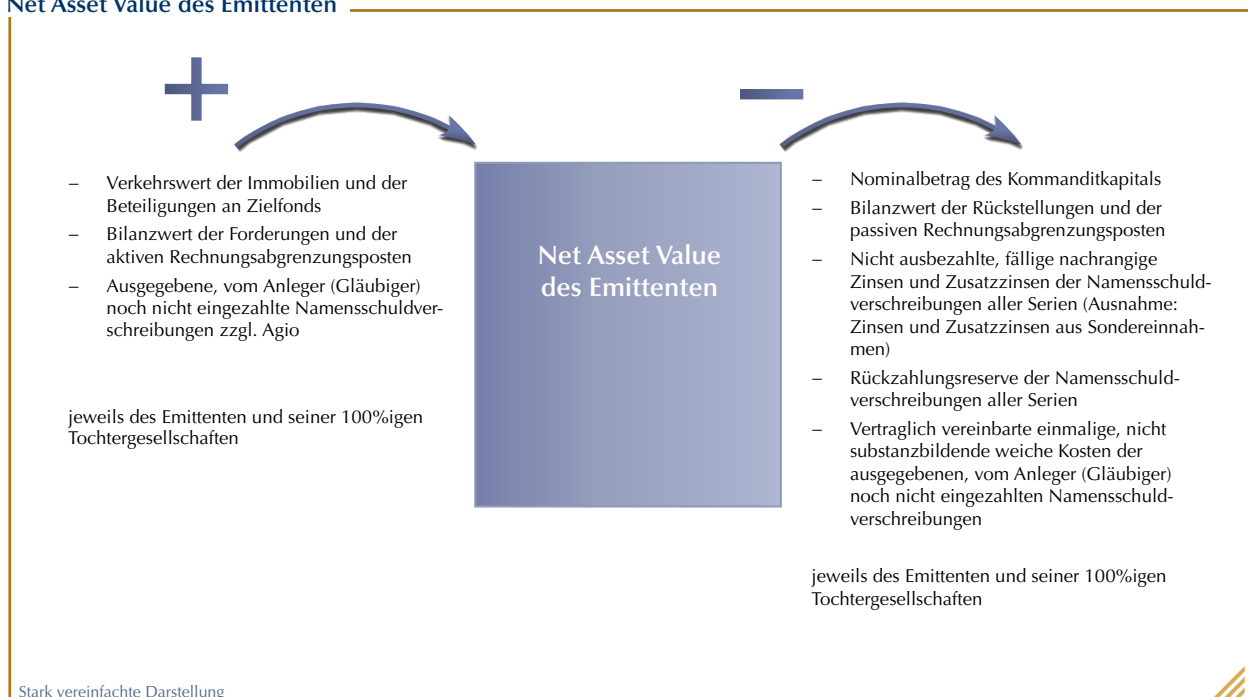 Net Asset Value des Emittenten
– Verkehrswert der Immobilien und der
Beteiligungen an Zielfonds
– Bilanzwert der Forderungen und der
aktiven Rechnungsabgrenzungsposten
– Ausgegebene, vom Anleger (Gläubiger)
noch nicht eingezahlte Namensschuldver-
schreibungen zzgl. Agio
jeweils des Emittenten und seiner 100%igen
Tochtergesellschaften
Net Asset Value
des Emittenten
– Nominalbetrag des Kommanditkapitals
– Bilanzwert der Rückstellungen und der
passiven Rechnungsabgrenzungsposten
– Nicht ausbezahlte, fällige nachrangige
Zinsen und Zusatzzinsen der Namensschuld-
verschreibungen aller Serien (Ausnahme:
Zinsen und Zusatzzinsen aus Sondereinnah-
men)
– Rückzahlungsreserve der Namensschuld-
verschreibungen aller Serien
– Vertraglich vereinbarte einmalige, nicht
substanzbildende weiche Kosten der
ausgegebenen, vom Anleger (Gläubiger)
noch nicht eingezahlten Namensschuld-
verschreibungen
jeweils des Emittenten und seiner 100%igen
Tochtergesellschaften
Stark vereinfachte Darstellung